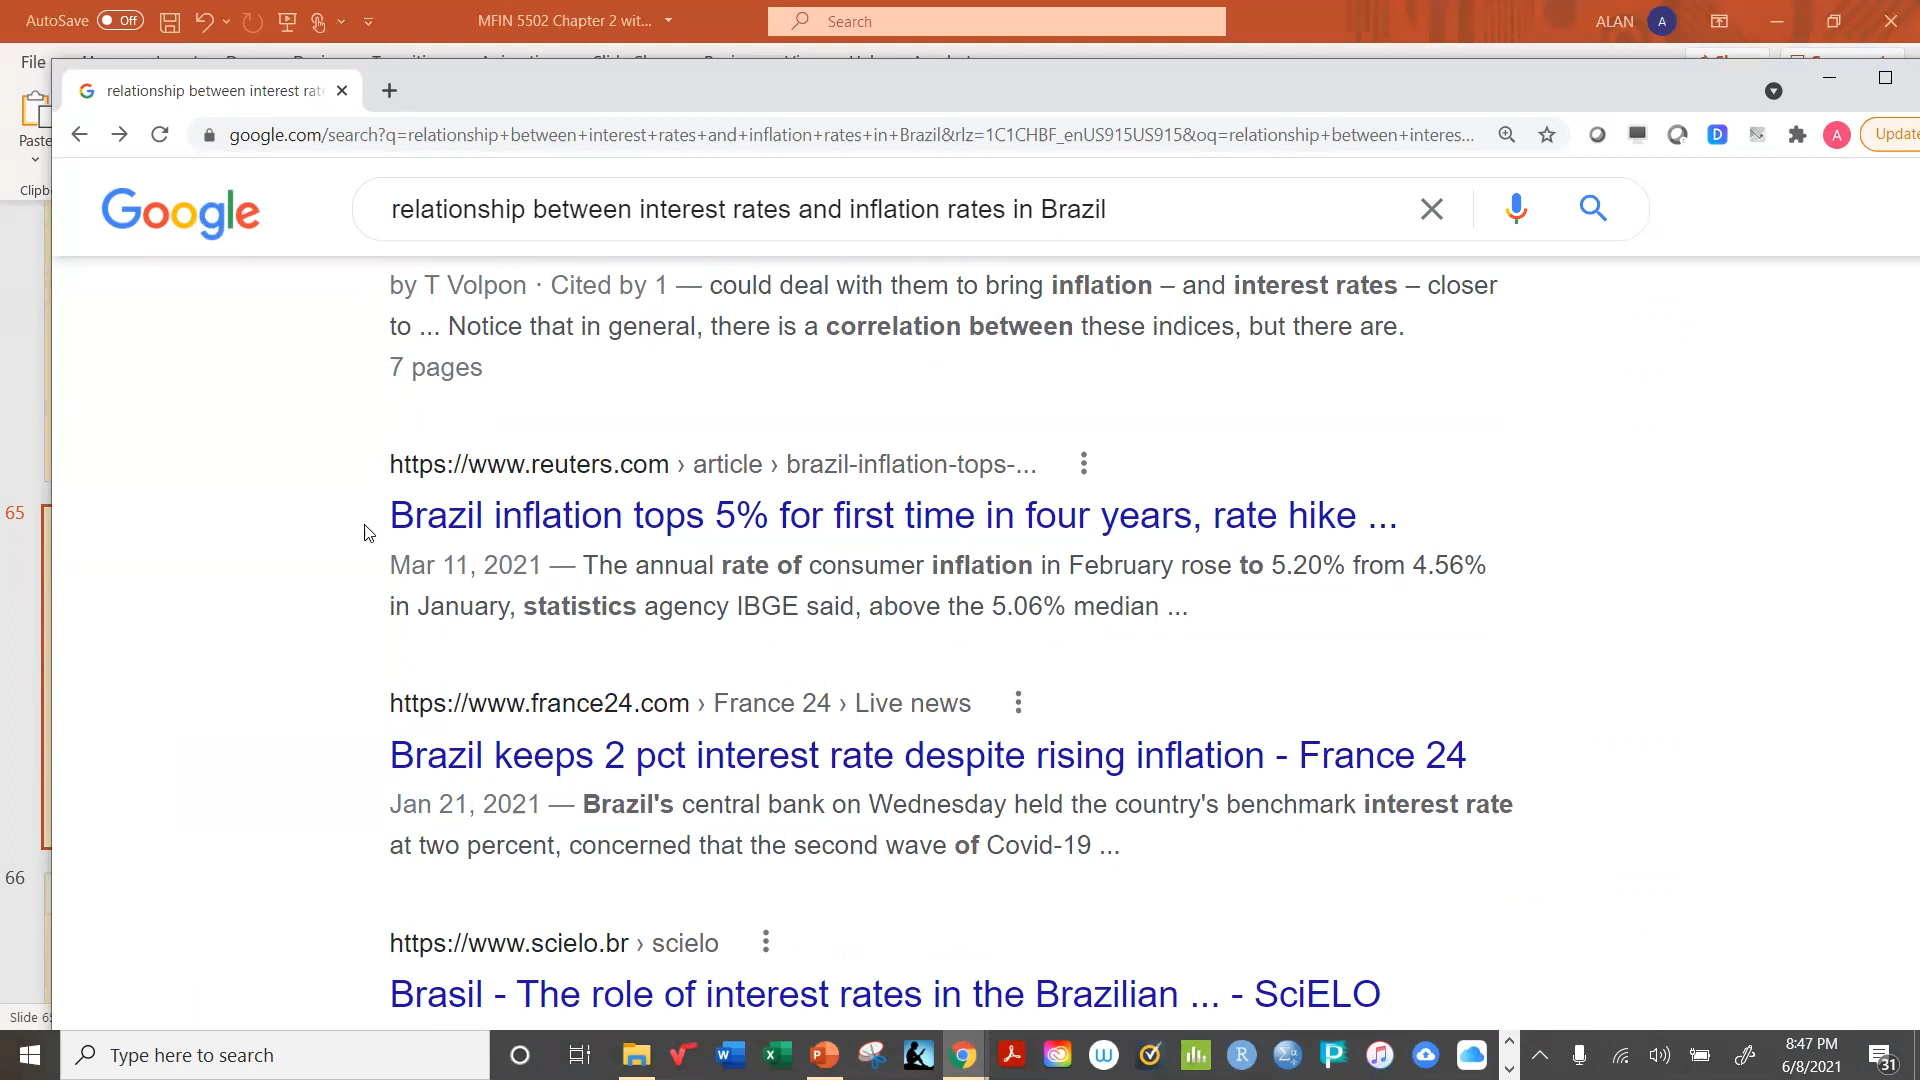 AutoSave Off MFIN 5502 Chapter 2 wit... Search ALAN A
File
relationship between interest rate
google.com/search?q=relationship+between+interest+rates+and+inflation+rates+in+Brazil&rlz=1C1CHBF_enUS915US915&oq=relationship+between+interes... D A Update
Paste
Clipb
Google relationship between interest rates and inflation rates in Brazil
by T Volpon · Cited by 1 — could deal with them to bring inflation – and interest rates – closer
to ... Notice that in general, there is a correlation between these indices, but there are.
7 pages
https://www.reuters.com › article › brazil-inflation-tops-...
65
Brazil inflation tops 5% for first time in four years, rate hike ...
Mar 11, 2021 — The annual rate of consumer inflation in February rose to 5.20% from 4.56%
in January, statistics agency IBGE said, above the 5.06% median ...
https://www.france24.com › France 24 › Live news
Brazil keeps 2 pct interest rate despite rising inflation - France 24
Jan 21, 2021 — Brazil's central bank on Wednesday held the country's benchmark interest rate
at two percent, concerned that the second wave of Covid-19 ...
66
https://www.scielo.br › scielo
Brasil - The role of interest rates in the Brazilian ... - SciELO
Slide 65
Type here to search
8:47 PM
6/8/2021
31